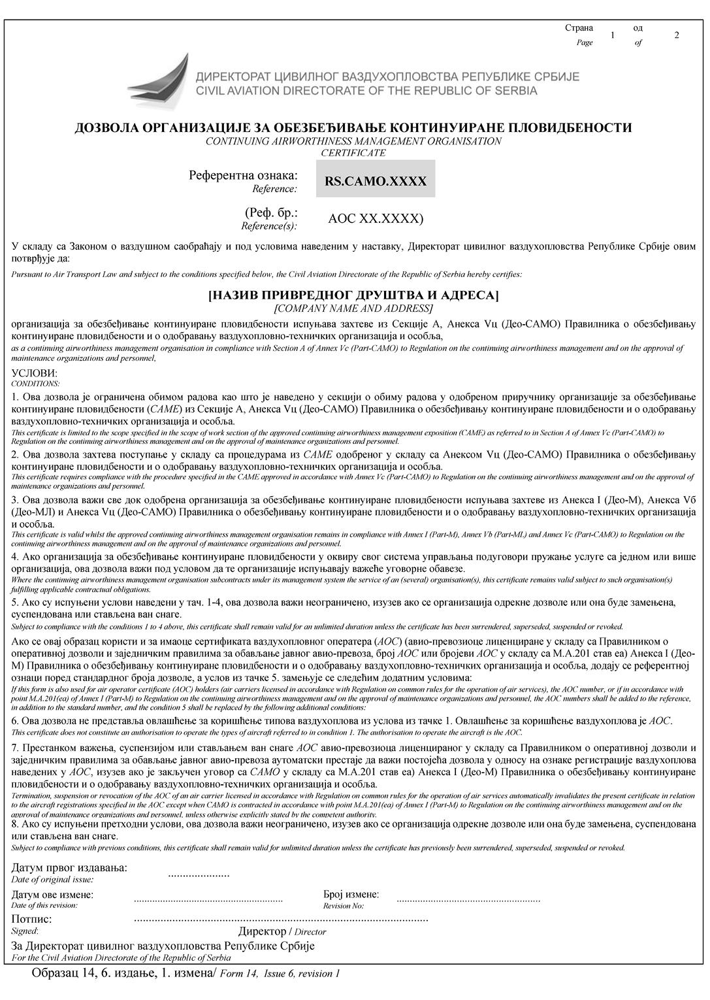 Страна 1 од 2
Page of
ДИРЕКТОРАТ ЦИВИЛНОГ ВАЗДУХОПЛОВСТВА РЕПУБЛИКЕ СРБИЈЕ
CIVIL AVIATION DIRECTORATE OF THE REPUBLIC OF SERBIA
ДОЗВОЛА ОРГАНИЗАЦИЈЕ ЗА ОБЕЗБЕЂИВАЊЕ КОНТИНУИРАНЕ ПЛОВИДБЕНОСТИ
CONTINUING AIRWORTHINESS MANAGEMENT ORGANISATION
CERTIFICATE
Референтна ознака: RS.CAMO.XXXX
Reference:
(Реф. бр.: AOC XX.XXXX)
Reference(s):
У складу са Законом о ваздушном саобраћају и под условима наведеним у наставку, Директорат цивилног ваздухопловства Републике Србије овим
потврђује да:
Pursuant to Air Transport Law and subject to the conditions specified below, the Civil Aviation Directorate of the Republic of Serbia hereby certifies:
[НАЗИВ ПРИВРЕДНОГ ДРУШТВА И АДРЕСА]
[COMPANY NAME AND ADDRESS]
организација за обезбеђивање континуиране пловидбености испуњава захтеве из Секције А, Анекса Vц (Део-CAMO) Правилника о обезбеђивању
континуиране пловидбености и о одобравању ваздухопловно-техничких организација и особља,
as a continuing airworthiness management organisation in compliance with Section A of Annex Vc (Part-CAMO) to Regulation on the continuing airworthiness management and on the approval of
maintenance organizations and personnel,
УСЛОВИ:
CONDITIONS:
1. Ова дозвола је ограничена обимом радова као што је наведено у секцији о обиму радова у одобреном приручнику организације за обезбеђивање
континуиране пловидбености (CAME) из Секције А, Анекса Vц (Део-CAMO) Правилника о обезбеђивању континуиране пловидбености и о одобравању
ваздухопловно-техничких организација и особља.
This certificate is limited to the scope specified in the scope of work section of the approved continuing airworthiness management exposition (CAME) as referred to in Section A of Annex Vc (Part-CAMO) to
Regulation on the continuing airworthiness management and on the approval of maintenance organizations and personnel.
2. Ова дозвола захтева поступање у складу са процедурама из CAME одобреног у складу са Анексом Vц (Део-CAMO) Правилника о обезбеђивању
континуиране пловидбености и о одобравању ваздухопловно-техничких организација и особља.
This certificate requires compliance with the procedure specified in the CAME approved in accordance with Annex Vc (Part-CAMO) to Regulation on the continuing airworthiness management and on the approval of
maintenance organizations and personnel.
3. Ова дозвола важи све док одобрена организација за обезбеђивање континуиране пловидбености испуњава захтеве из Анекса I (Део-М), Анекса Vб
(Део-МЛ) и Анекса Vц (Део-CAMO) Правилника о обезбеђивању континуиране пловидбености и о одобравању ваздухопловно-техничких организација
и особља.
This certificate is valid whilst the approved continuing airworthiness management organisation remains in compliance with Annex I (Part-M), Annex Vb (Part-ML) and Annex Vc (Part-CAMO) to Regulation on the
continuing airworthiness management and on the approval of maintenance organizations and personnel.
4. Ако организација за обезбеђивање континуиране пловидбености у оквиру свог система управљања подуговори пружање услуге са једном или више
организација, ова дозвола важи под условом да те организације испуњавају важеће уговорне обавезе.
Where the continuing airworthiness management organisation subcontracts under its management system the service of an (several) organisation(s), this certificate remains valid subject to such organisation(s)
fulfilling applicable contractual obligations.
5. Ако су испуњени услови наведени у тач. 1-4, ова дозвола важи неограничено, изузев ако се организација одрекне дозволе или она буде замењена,
суспендована или стављена ван снаге.
Subject to compliance with the conditions 1 to 4 above, this certificate shall remain valid for an unlimited duration unless the certificate has been surrendered, superseded, suspended or revoked.
Ако се овај образац користи и за имаоце сертификата ваздухопловног оператера (AOC) (авио-превозиоце лиценциране у складу са Правилником о
оперативној дозволи и заједничким правилима за обављање јавног авио-превоза, број AOC или бројеви AOC у складу са М.А.201 став еа) Анекса I (Део-
М) Правилника о обезбеђивању континуиране пловидбености и о одобравању ваздухопловно-техничких организација и особља, додају се референтној
ознаци поред стандардног броја дозволе, а услов из тачке 5. замењује се следећим додатним условима:
If this form is also used for air operator certificate (AOC) holders (air carriers licensed in accordance with Regulation on common rules for the operation of air services), the AOC number, or if in accordance with
point M.A.201(ea) of Annex I (Part-M) to Regulation on the continuing airworthiness management and on the approval of maintenance organizations and personnel, the AOC numbers shall be added to the reference,
in addition to the standard number, and the condition 5 shall be replaced by the following additional conditions:
6. Ова дозвола не представља овлашћење за коришћење типова ваздухоплова из услова из тачке 1. Овлашћење за коришћење ваздухоплова је AOC.
This certificate does not constitute an authorisation to operate the types of aircraft referred to in condition 1. The authorisation to operate the aircraft is the AOC.
7. Престанком важења, суспензијом или стављањем ван снаге AOC авио-превозиоца лиценцираног у складу са Правилником о оперативној дозволи и
заједничким правилима за обављање јавног авио-превоза аутоматски престаје да важи постојећа дозвола у односу на ознаке регистрације ваздухоплова
наведених у AOC, изузев ако је закључен уговор са CAMO у складу са М.А.201 став еа) Анекса I (Део-М) Правилника о обезбеђивању континуиране
пловидбености и о одобравању ваздухопловно-техничких организација и особља.
Termination, suspension or revocation of the AOC of an air carrier licensed in accordance with Regulation on common rules for the operation of air services automatically invalidates the present certificate in relation
to the aircraft registrations specified in the AOC except when CAMO is contracted in accordance with point M.A.201(ea) of Annex I (Part-M) to Regulation on the continuing airworthiness management and on the
approval of maintenance organizations and personnel, unless otherwise explicitly stated by the competent authority.
8. Ако су испуњени претходни услови, ова дозвола важи неограничено, изузев ако се организација одрекне дозволе или она буде замењена, суспендована
или стављена ван снаге.
Subject to compliance with previous conditions, this certificate shall remain valid for unlimited duration unless the certificate has previously been surrendered, superseded, suspended or revoked.
Датум првог издавања: .....................
Date of original issue:
Датум ове измене: ......................................................... Број измене: .......................................................
Date of this revision: Revision No:
Потпис: ....................................................................................................
Signed: Директор / Director
За Директорат цивилног ваздухопловства Републике Србије
For the Civil Aviation Directorate of the Republic of Serbia
Образац 14, 6. издање, 1. измена/ Form 14, Issue 6, revision 1